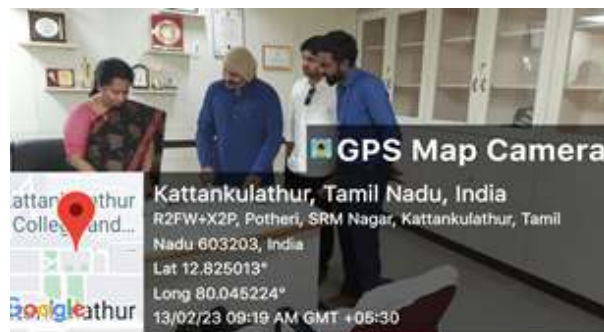 GPS Map Camera
Kattankulathur, Tamil Nadu, India
R2FW+X2P, Potheri, SRM Nagar, Kattankulathur, Tamil
Nadu 603203, India
Lat 12.825013°
Long 80.045224°
13/02/23 09:19 AM GMT +05:30
Google